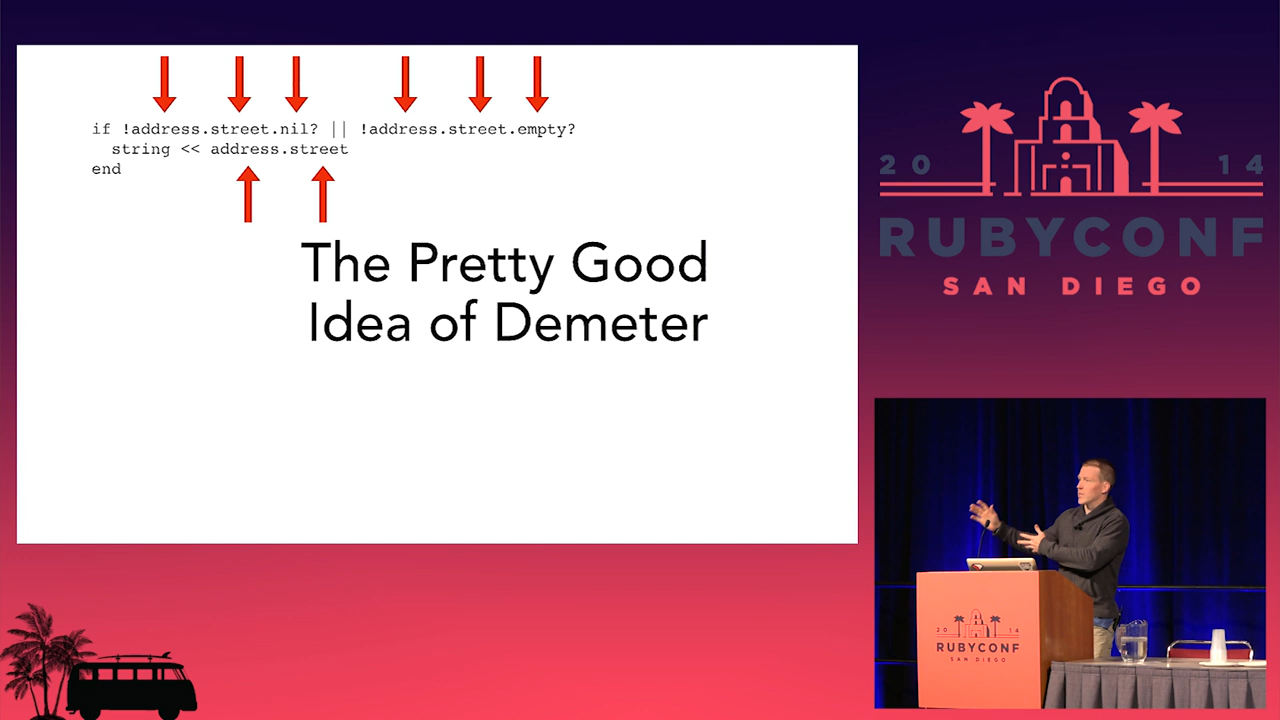 if !address.street.nil? || !address.street.empty?
  string << address.street
end
The Pretty Good
Idea of Demeter
20 14
RUBYCONF
SAN DIEGO
20 14
RUBYCONF
SAN DIEGO